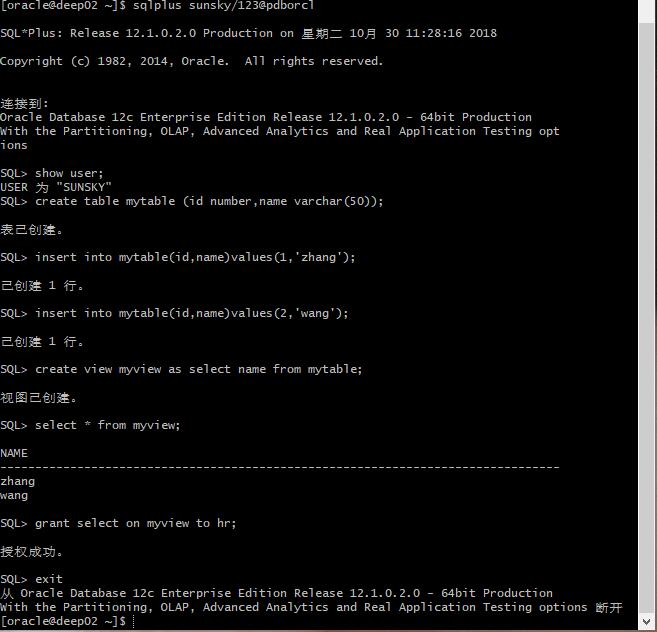 [oracle@deep02 ~]$ sqlplus sunsky/123@pdborcl
SQL*Plus: Release 12.1.0.2.0 Production on 星期二 10月 30 11:28:16 2018
Copyright (c) 1982, 2014, Oracle.  All rights reserved.
连接到:
Oracle Database 12c Enterprise Edition Release 12.1.0.2.0 - 64bit Production
With the Partitioning, OLAP, Advanced Analytics and Real Application Testing opt
ions
SQL> show user;
USER 为 "SUNSKY"
SQL> create table mytable (id number,name varchar(50));
表已创建。
SQL> insert into mytable(id,name)values(1,'zhang');
已创建 1 行。
SQL> insert into mytable(id,name)values(2,'wang');
已创建 1 行。
SQL> create view myview as select name from mytable;
视图已创建。
SQL> select * from myview;
NAME
--------------------------------------------------------------------------------
zhang
wang
SQL> grant select on myview to hr;
授权成功。
SQL> exit
从 Oracle Database 12c Enterprise Edition Release 12.1.0.2.0 - 64bit Production
With the Partitioning, OLAP, Advanced Analytics and Real Application Testing options 断开
[oracle@deep02 ~]$